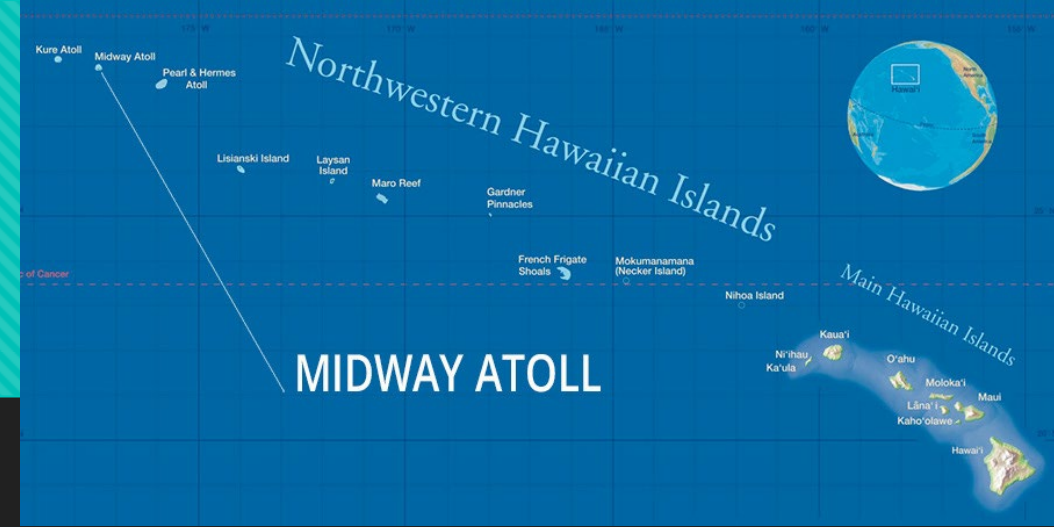 Northwestern Hawaiian Islands
Kure Atoll
Midway Atoll
Pearl & Hermes
Atoll
Lisianski Island
Laysan
Island
Maro Reef
Gardner
Pinnacles
French Frigate
Shoals
Mokumanamana
(Necker Island)
Nihoa Island
c of Cancer
MIDWAY ATOLL
Main Hawaiian Islands
Kaua‘i
Ni‘ihau
Ka‘ula
O‘ahu
Moloka‘i
Lāna‘i
Maui
Kaho‘olawe
Hawai‘i
North
America
Hawai‘i